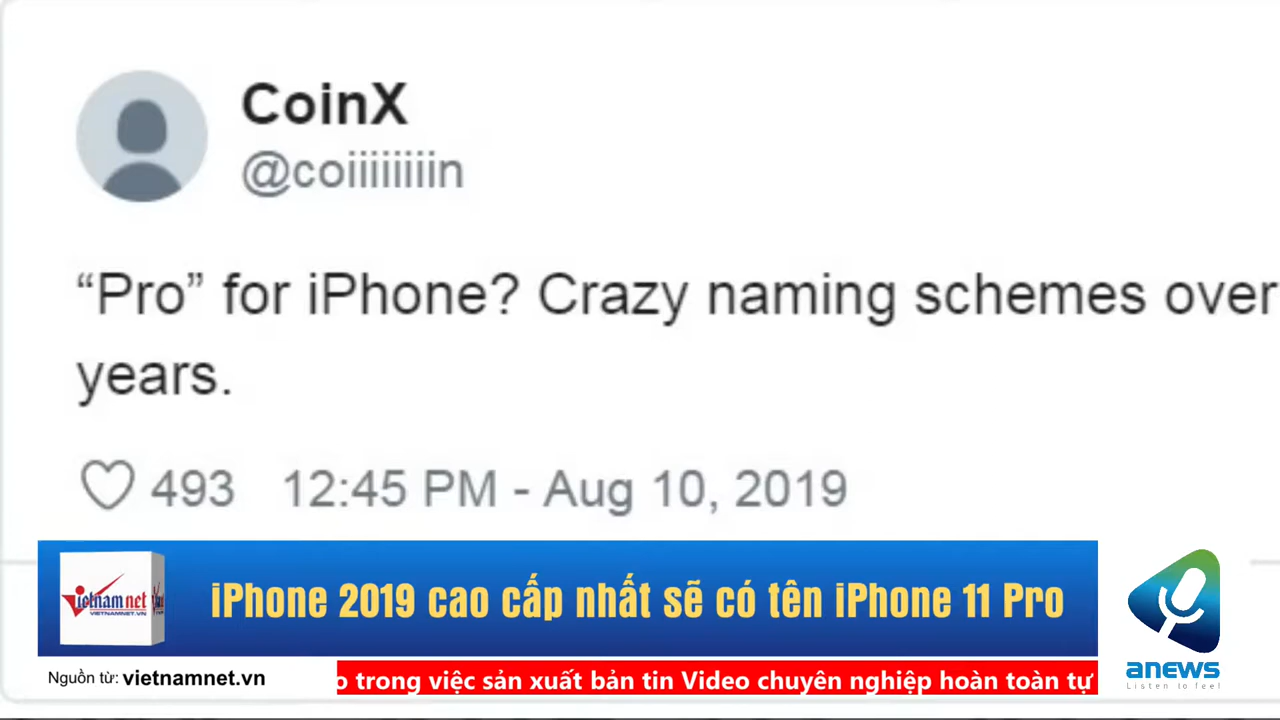 CoinX
@coiiiiiiiin
“Pro” for iPhone? Crazy naming schemes over
years.
493 12:45 PM - Aug 10, 2019
Vietnamnet
VIETNAMNET.VN
iPhone 2019 cao cấp nhất sẽ có tên iPhone 11 Pro
Nguồn từ: vietnamnet.vn
o trong việc sản xuất bản tin Video chuyên nghiệp hoàn toàn tự
anews
Listen to feel